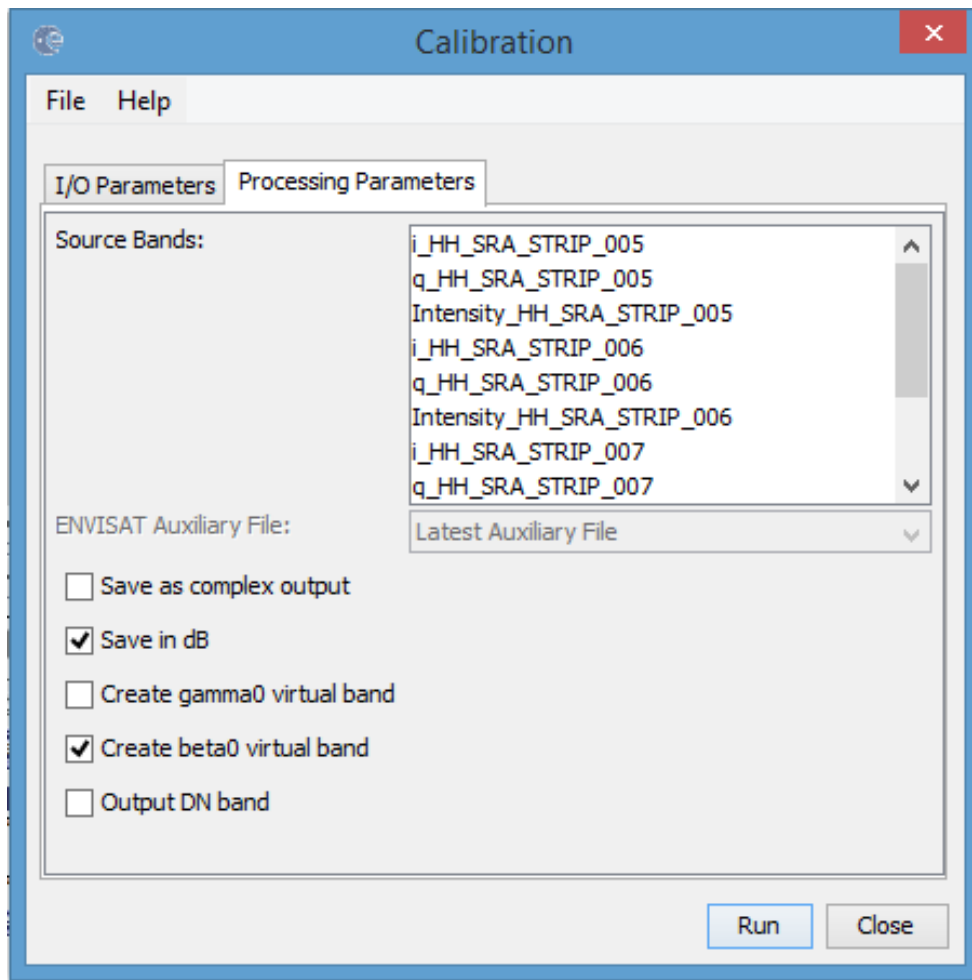 Calibration
File Help
I/O Parameters Processing Parameters
Source Bands:
i_HH_SRA_STRIP_005
q_HH_SRA_STRIP_005
Intensity_HH_SRA_STRIP_005
i_HH_SRA_STRIP_006
q_HH_SRA_STRIP_006
Intensity_HH_SRA_STRIP_006
i_HH_SRA_STRIP_007
q_HH_SRA_STRIP_007
ENVISAT Auxiliary File: Latest Auxiliary File
Save as complex output
Save in dB
Create gamma0 virtual band
Create beta0 virtual band
Output DN band
Run Close